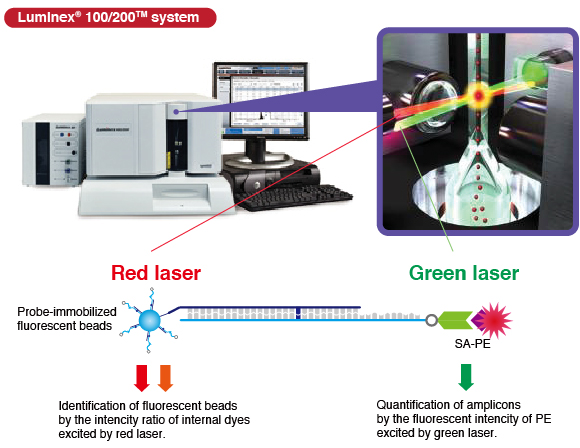 Luminex® 100/200™ system
Luminex
Red laser
Green laser
Probe-immobilized
fluorescent beads
SA-PE
Identification of fluorescent beads
by the intencity ratio of internal dyes
excited by red laser.
Quantification of amplicons
by the fluorescent intencity of PE
excited by green laser.